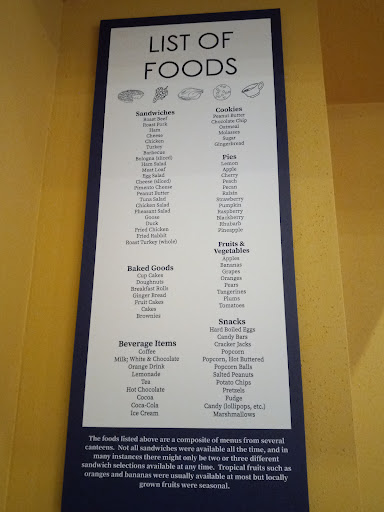 LIST OF
FOODS
Sandwiches
Roast Beef
Roast Pork
Ham
Cheese
Chicken
Turkey
Barbecue
Bologna (sliced)
Ham Salad
Meat Loaf
Egg Salad
Cheese (sliced)
Pimento Cheese
Peanut Butter
Tuna Salad
Chicken Salad
Pheasant Salad
Goose
Duck
Fried Chicken
Fried Rabbit
Roast Turkey (whole)
Baked Goods
Cup Cakes
Doughnuts
Breakfast Rolls
Ginger Bread
Fruit Cakes
Cakes
Brownies
Beverage Items
Coffee
Milk; White & Chocolate
Orange Drink
Lemonade
Tea
Hot Chocolate
Cocoa
Coca-Cola
Ice Cream
Cookies
Peanut Butter
Chocolate Chip
Oatmeal
Molasses
Sugar
Gingerbread
Pies
Lemon
Apple
Cherry
Peach
Pecan
Raisin
Strawberry
Pumpkin
Raspberry
Blackberry
Rhubarb
Pineapple
Fruits &
Vegetables
Apples
Bananas
Grapes
Oranges
Pears
Tangerines
Plums
Tomatoes
Snacks
Hard Boiled Eggs
Candy Bars
Cracker Jacks
Popcorn
Popcorn, Hot Buttered
Popcorn Balls
Salted Peanuts
Potato Chips
Pretzels
Fudge
Candy (lollipops, etc.)
Marshmallows
The foods listed above are a composite of menus from several
canteens. Not all sandwiches were available all the time, and in
many instances there might only be two or three different
sandwich selections available at any time. Tropical fruits such as
oranges and bananas were usually available at most but locally
grown fruits were seasonal.